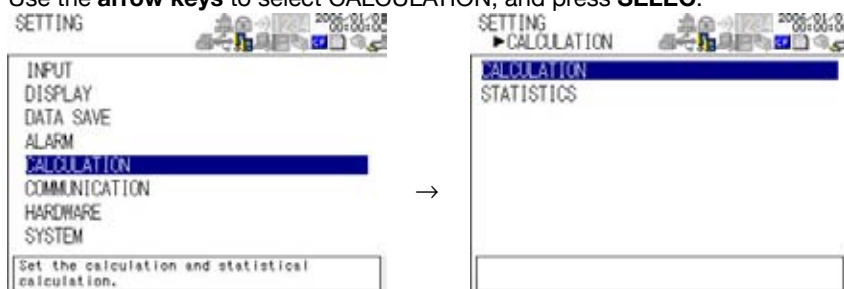 Use the arrow keys to select CALCULATION, and press SELEC.
SETTING
INPUT
DISPLAY
DATA SAVE
ALARM
CALCULATION
COMMUNICATION
HARDWARE
SYSTEM
Set the calculation and statistical
calculation.
→
SETTING
►CALCULATION
CALCULATION
STATISTICS